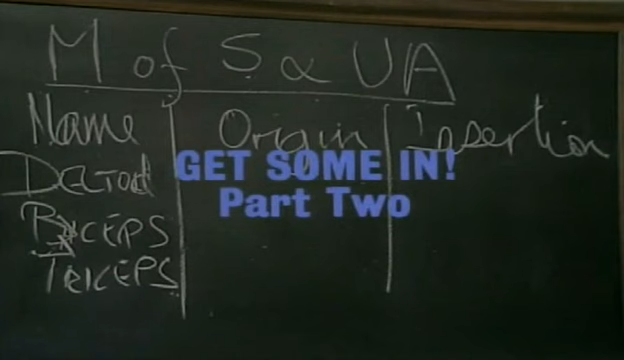 M of S & UA
Name Origin Insertion
DELTOID
GET SOME IN!
Part Two
BICEPS
TRICEPS